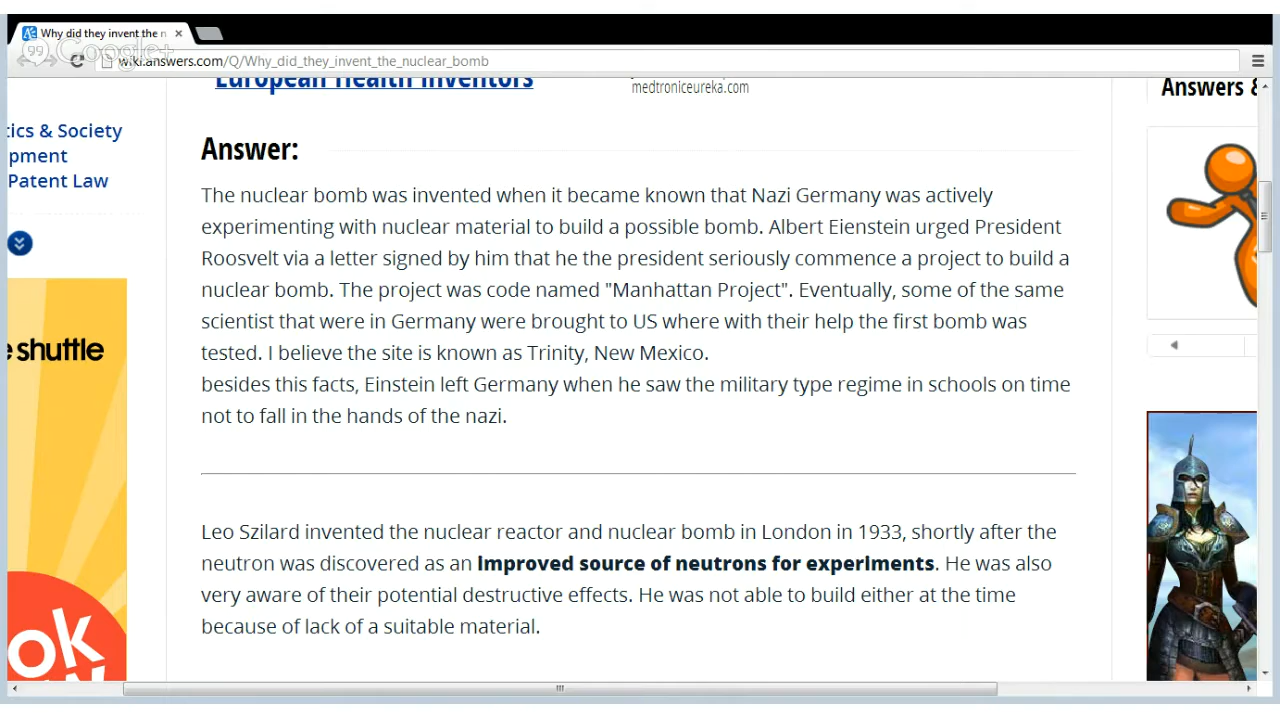 Why did they invent the n
Google+
wiki.answers.com/Q/Why_did_they_invent_the_nuclear_bomb
European Health Inventors
medtroniceureka.com
Answers &
tics & Society
pment
Patent Law
Answer:
The nuclear bomb was invented when it became known that Nazi Germany was actively
experimenting with nuclear material to build a possible bomb. Albert Eienstein urged President
Roosvelt via a letter signed by him that he the president seriously commence a project to build a
nuclear bomb. The project was code named "Manhattan Project". Eventually, some of the same
scientist that were in Germany were brought to US where with their help the first bomb was
tested. I believe the site is known as Trinity, New Mexico.
besides this facts, Einstein left Germany when he saw the military type regime in schools on time
not to fall in the hands of the nazi.
e shuttle
Leo Szilard invented the nuclear reactor and nuclear bomb in London in 1933, shortly after the
neutron was discovered as an Improved source of neutrons for experIments. He was also
very aware of their potential destructive effects. He was not able to build either at the time
because of lack of a suitable material.
ok